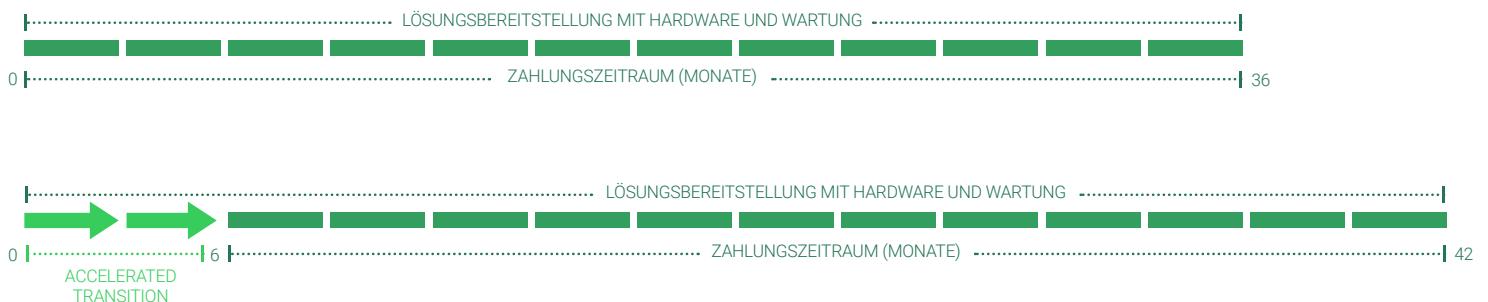 LÖSUNGSBEREITSTELLUNG MIT HARDWARE UND WARTUNG
0 ZAHLUNGSZEITRAUM (MONATE) 36
LÖSUNGSBEREITSTELLUNG MIT HARDWARE UND WARTUNG
0 6 ZAHLUNGSZEITRAUM (MONATE) 42
ACCELERATED
TRANSITION